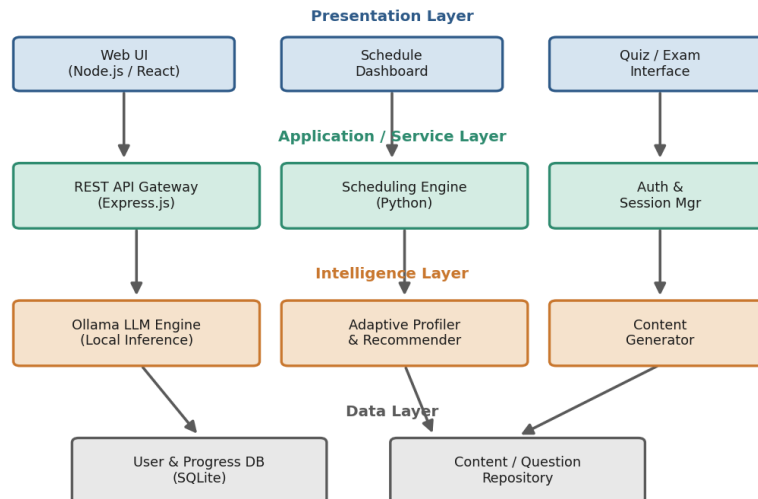 Presentation Layer
Web UI
(Node.js / React)
Schedule
Dashboard
Quiz / Exam
Interface
Application / Service Layer
REST API Gateway
(Express.js)
Scheduling Engine
(Python)
Auth &
Session Mgr
Intelligence Layer
Ollama LLM Engine
(Local Inference)
Adaptive Profiler
& Recommender
Content
Generator
Data Layer
User & Progress DB
(SQLite)
Content / Question
Repository